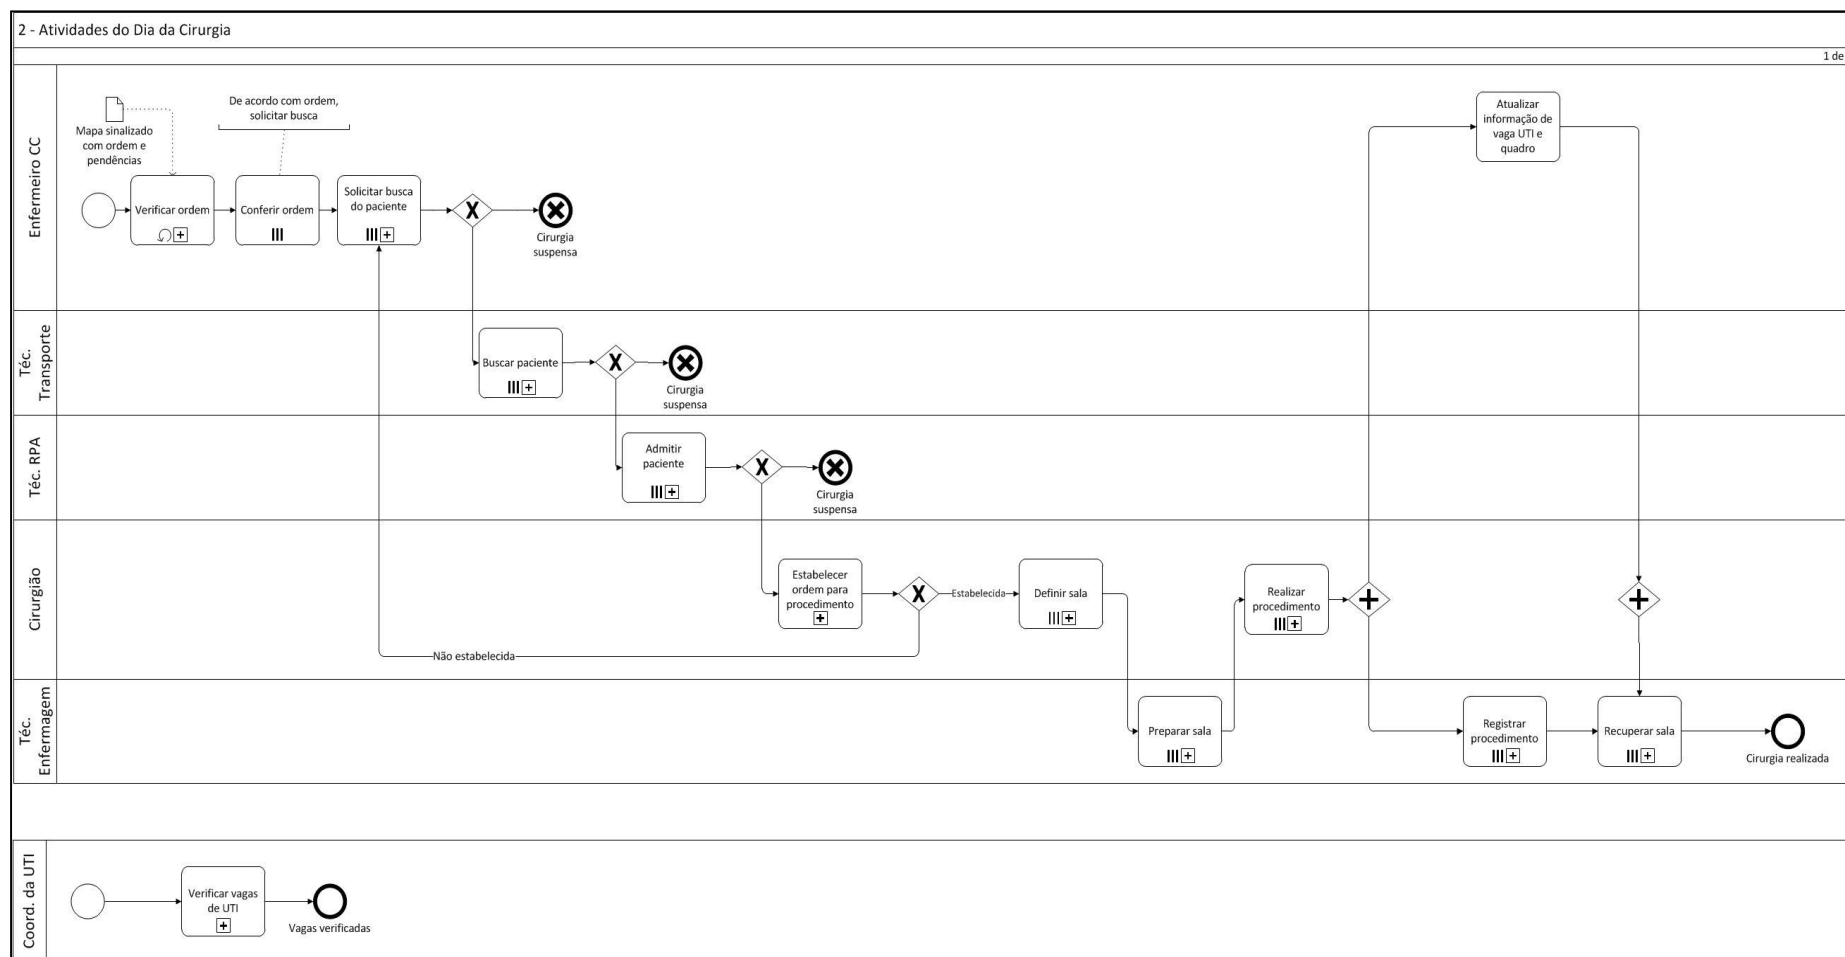 2 - Atividades do Dia da Cirurgia
1 de
Enfermeiro CC
Mapa sinalizado
com ordem e
pendências
De acordo com ordem,
solicitar busca
Verificar ordem
Conferir ordem
Solicitar busca
do paciente
X
Cirurgia
suspensa
Atualizar
informação de
vaga UTI e
quadro
Téc.
Transporte
Buscar paciente
X
Cirurgia
suspensa
Téc. RPA
Admitir
paciente
X
Cirurgia
suspensa
Cirurgião
Estabelecer
ordem para
procedimento
X
Estabelecida
Definir sala
Realizar
procedimento
Não estabelecida
Téc.
Enfermagem
Preparar sala
Registrar
procedimento
Recuperar sala
Cirurgia realizada
Coord. da UTI
Verificar vagas
de UTI
Vagas verificadas